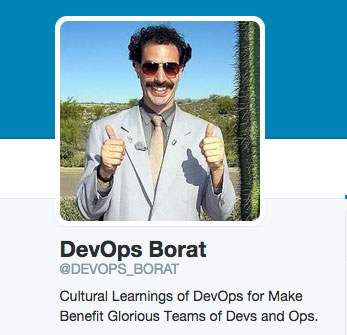 DevOps Borat
@DEVOPS_BORAT
Cultural Learnings of DevOps for Make
Benefit Glorious Teams of Devs and Ops.